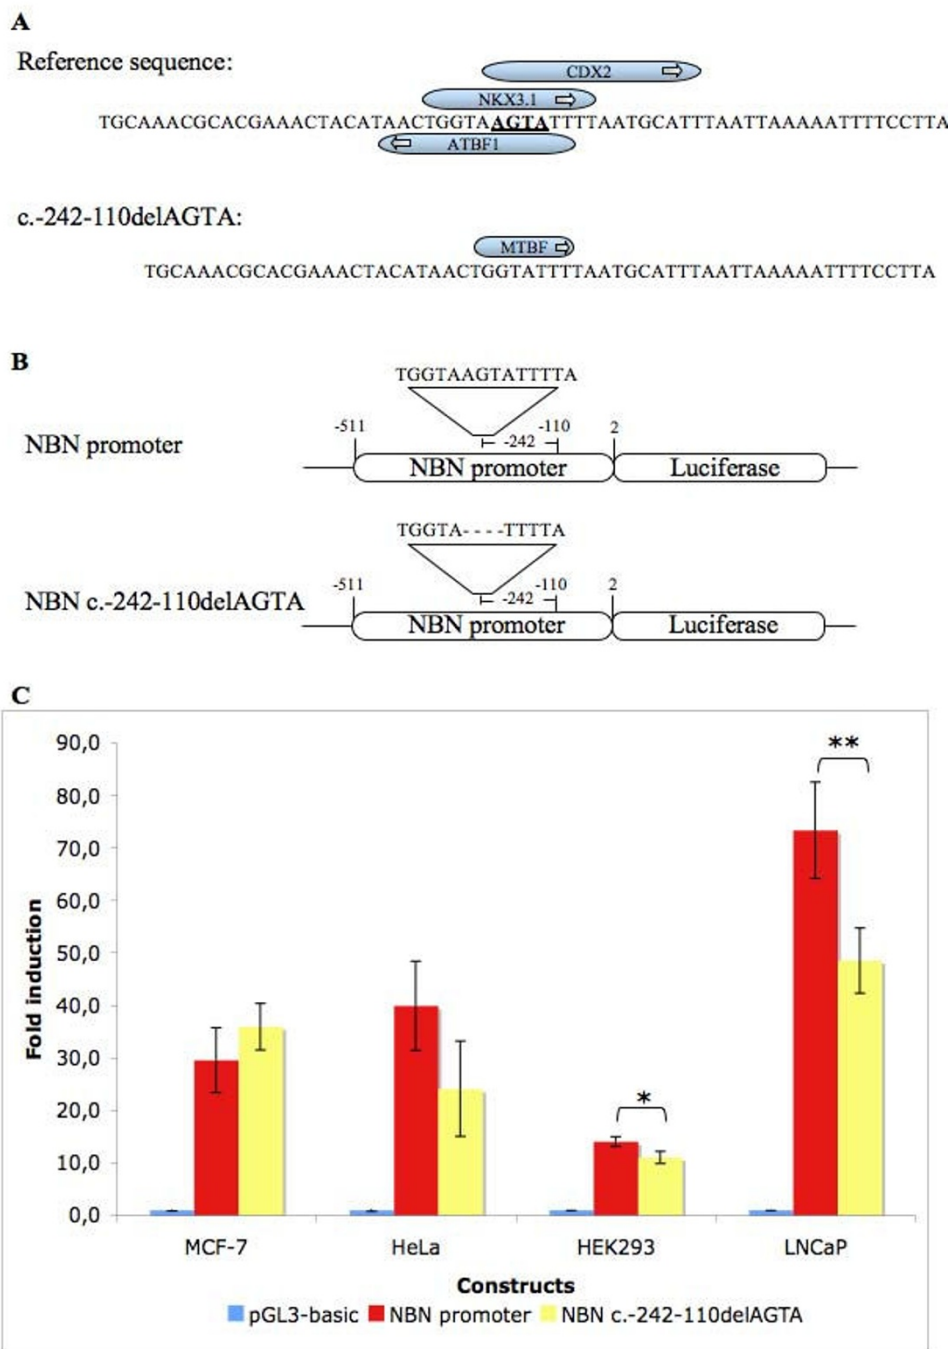 A
Reference sequence:
CDX2
NKX3.1
TGCAAACGCACGAAACTACATAACTGGTAAAGTATTTTAATGCATTTAATTAAAAATTTTCCTTA
ATBF1
c.-242-110delAGTA:
MTBF
TGCAAACGCACGAAACTACATAACTGGTATTTTAATGCATTTAATTAAAAATTTTCCTTA
B
TGGTAAGTATTTTA
-511
-242
-110
2
NBN promoter
NBN promoter
Luciferase
TGGTA----TTTTA
-511
-242
-110
2
NBN c.-242-110delAGTA
NBN promoter
Luciferase
C
90,0
80,0
70,0
60,0
50,0
40,0
30,0
20,0
10,0
0,0
Fold induction
*
**
MCF-7 HeLa HEK293 LNCaP
Constructs
pGL3-basic NBN promoter NBN c.-242-110delAGTA